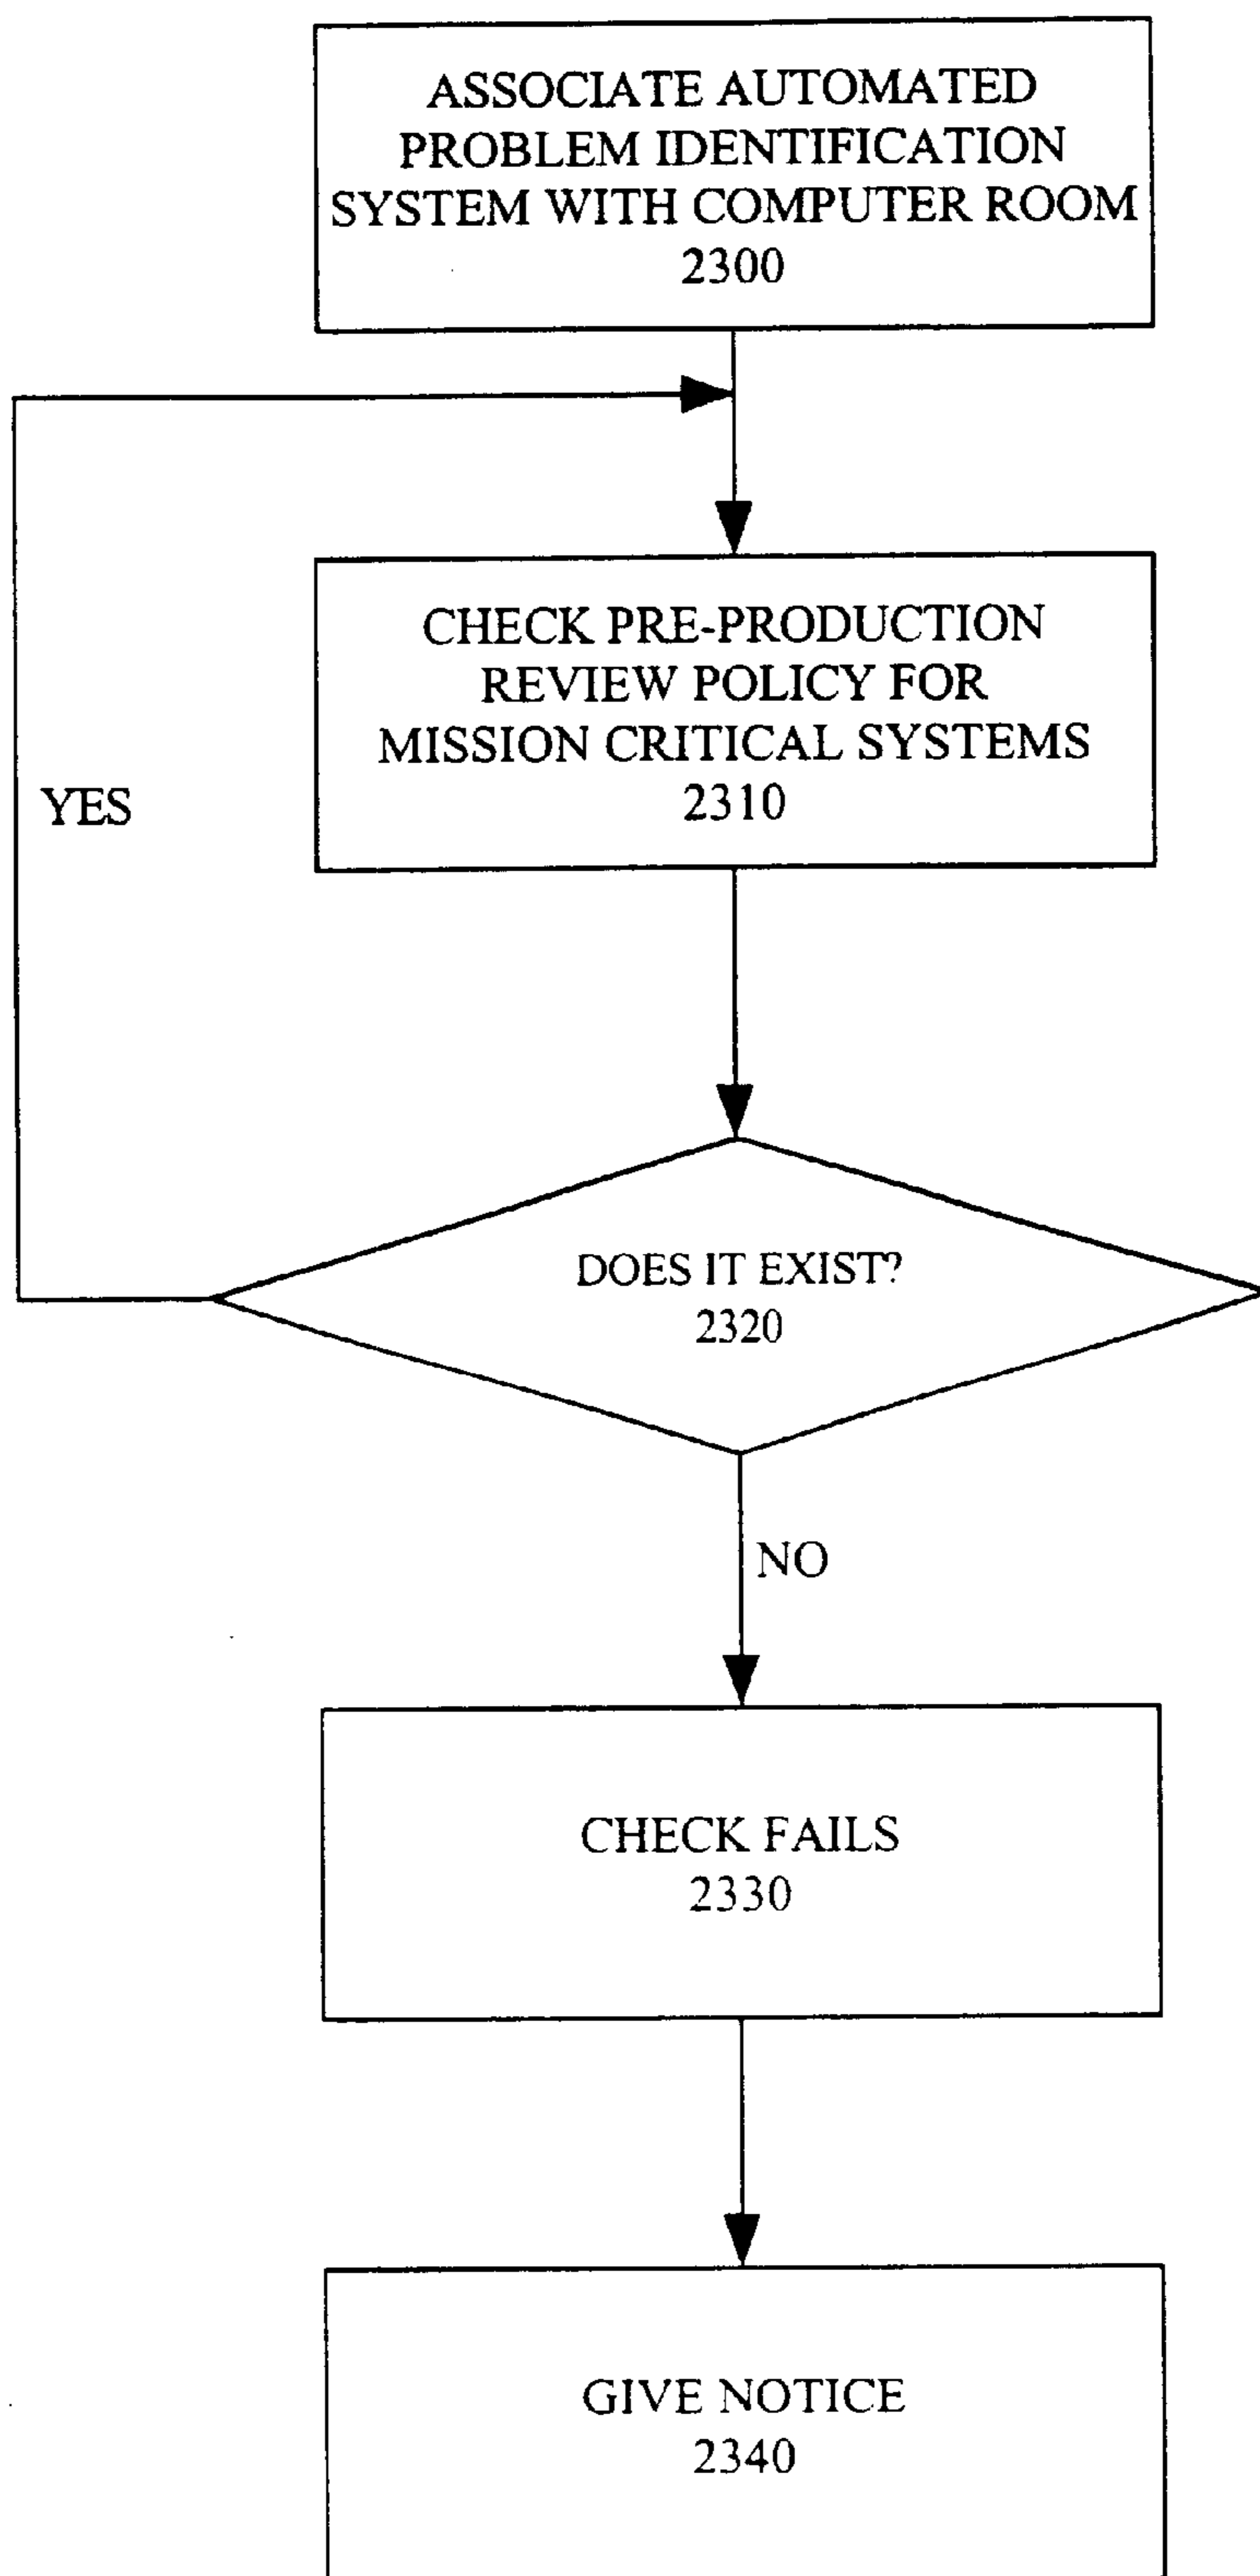 ASSOCIATE AUTOMATED
PROBLEM IDENTIFICATION
SYSTEM WITH COMPUTER ROOM
2300
CHECK PRE-PRODUCTION
REVIEW POLICY FOR
MISSION CRITICAL SYSTEMS
2310
YES
DOES IT EXIST?
2320
NO
CHECK FAILS
2330
GIVE NOTICE
2340